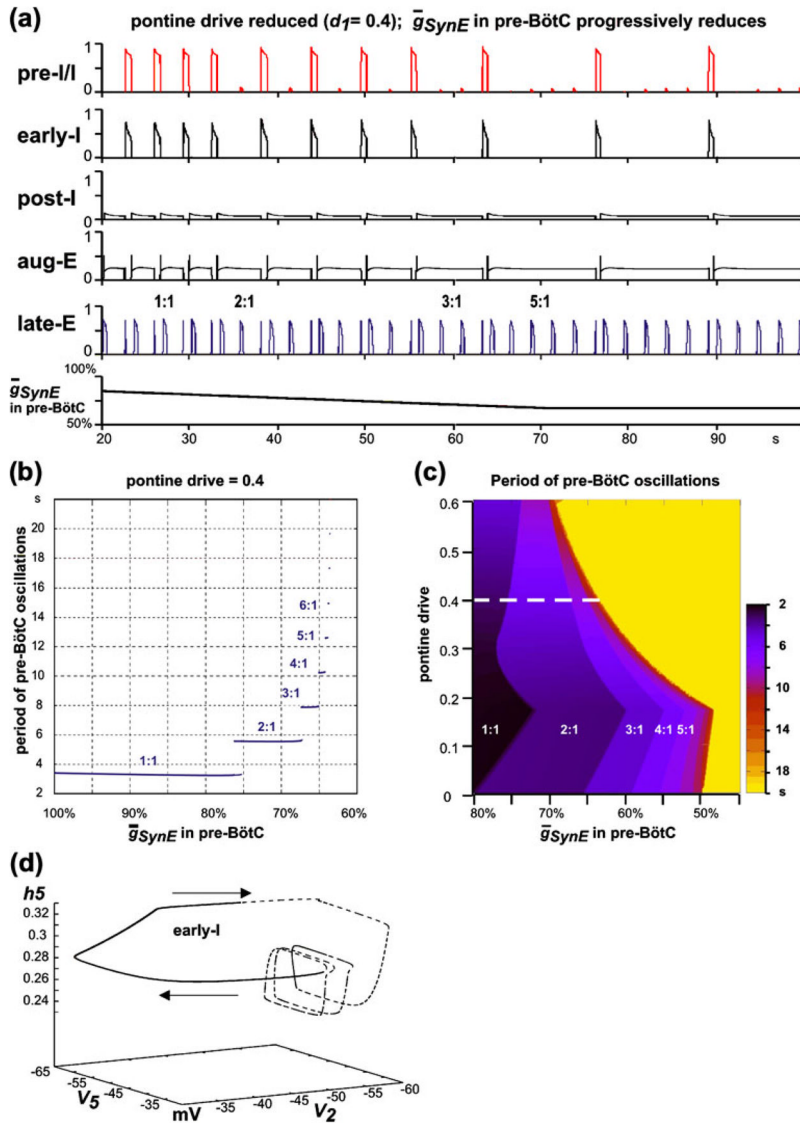 (a)
pontine drive reduced (d1= 0.4); g̅SynE in pre-BötC progressively reduces
pre-I/I
1
0
early-I
1
0
post-I
1
0
aug-E
1
0
1:1 2:1 3:1 5:1
late-E
1
0
100%
g̅SynE
in pre-BötC
50%
20 30 40 50 60 70 80 90 s
(b)
pontine drive = 0.4
s
period of pre-BötC oscillations
20
18
16
14
12
10
8
6
4
2
6:1
5:1
4:1
3:1
2:1
1:1
100% 90% 80% 70% 60%
g̅SynE in pre-BötC
(c)
Period of pre-BötC oscillations
pontine drive
0.6
0.5
0.4
0.3
0.2
0.1
0
1:1 2:1 3:1 4:1 5:1
80% 70% 60% 50%
g̅SynE in pre-BötC
2
6
10
14
18
s
(d)
h5
0.32
0.3
0.28
0.26
0.24
early-I
-65
-55
-45
-35
V5
mV
-35
-40
-45
-50
-55
-60
V2